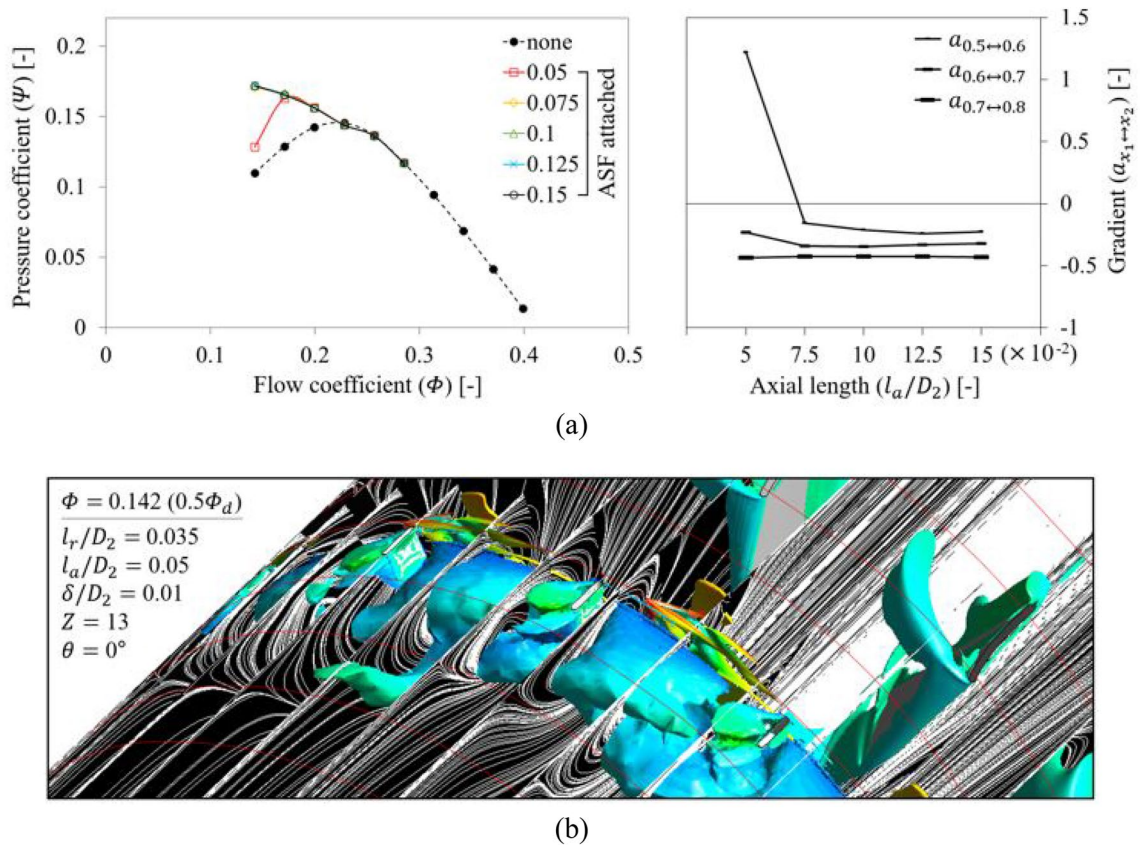 0.2
0.15
0.1
0.05
0
0
0.1
0.2
0.3
0.4
0.5
Pressure coefficient (Ψ) [-]
Flow coefficient (Φ) [-]
none
0.05
0.075
0.1
0.125
0.15
ASF attached
a0.5↔0.6
a0.6↔0.7
a0.7↔0.8
1.5
1
0.5
0
-0.5
-1
Gradient (ax1↔x2) [-]
5 7.5 10 12.5 15 (× 10⁻²)
Axial length (la/D2) [-]
(a)
Φ = 0.142 (0.5Φd)
lr/D2 = 0.035
la/D2 = 0.05
δ/D2 = 0.01
Z = 13
θ = 0°
(b)